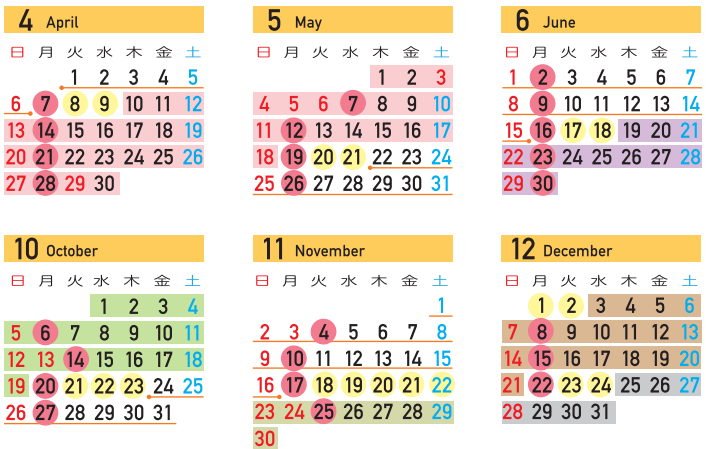 4 April
日 月 火 水 木 金 土
1 2 3 4 5
6 7 8 9 10 11 12
13 14 15 16 17 18 19
20 21 22 23 24 25 26
27 28 29 30
5 May
日 月 火 水 木 金 土
1 2 3
4 5 6 7 8 9 10
11 12 13 14 15 16 17
18 19 20 21 22 23 24
25 26 27 28 29 30 31
6 June
日 月 火 水 木 金 土
1 2 3 4 5 6 7
8 9 10 11 12 13 14
15 16 17 18 19 20 21
22 23 24 25 26 27 28
29 30
10 October
日 月 火 水 木 金 土
1 2 3 4
5 6 7 8 9 10 11
12 13 14 15 16 17 18
19 20 21 22 23 24 25
26 27 28 29 30 31
11 November
日 月 火 水 木 金 土
1
2 3 4 5 6 7 8
9 10 11 12 13 14 15
16 17 18 19 20 21 22
23 24 25 26 27 28 29
30
12 December
日 月 火 水 木 金 土
1 2 3 4 5 6
7 8 9 10 11 12 13
14 15 16 17 18 19 20
21 22 23 24 25 26 27
28 29 30 31